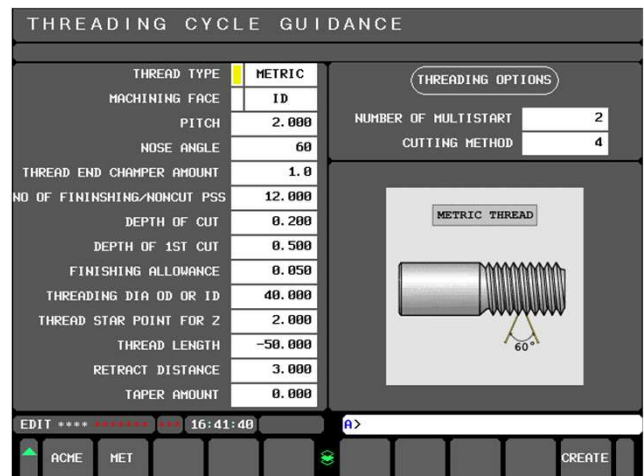 THREADING CYCLE GUIDANCE
THREAD TYPE METRIC
MACHINING FACE ID
PITCH 2.000
NOSE ANGLE 60
THREAD END CHAMPER AMOUNT 1.0
NO OF FININSHING/NONCUT PSS 12.000
DEPTH OF CUT 0.200
DEPTH OF 1ST CUT 0.500
FINISHING ALLOWANCE 0.050
THREADING DIA OD OR ID 40.000
THREAD STAR POINT FOR Z 2.000
THREAD LENGTH -50.000
RETRACT DISTANCE 3.000
TAPER AMOUNT 0.000
THREADING OPTIONS
NUMBER OF MULTISTART 2
CUTTING METHOD 4
METRIC THREAD
60°
EDIT **** ******* *** 16:41:40
A>
ACME MET CREATE